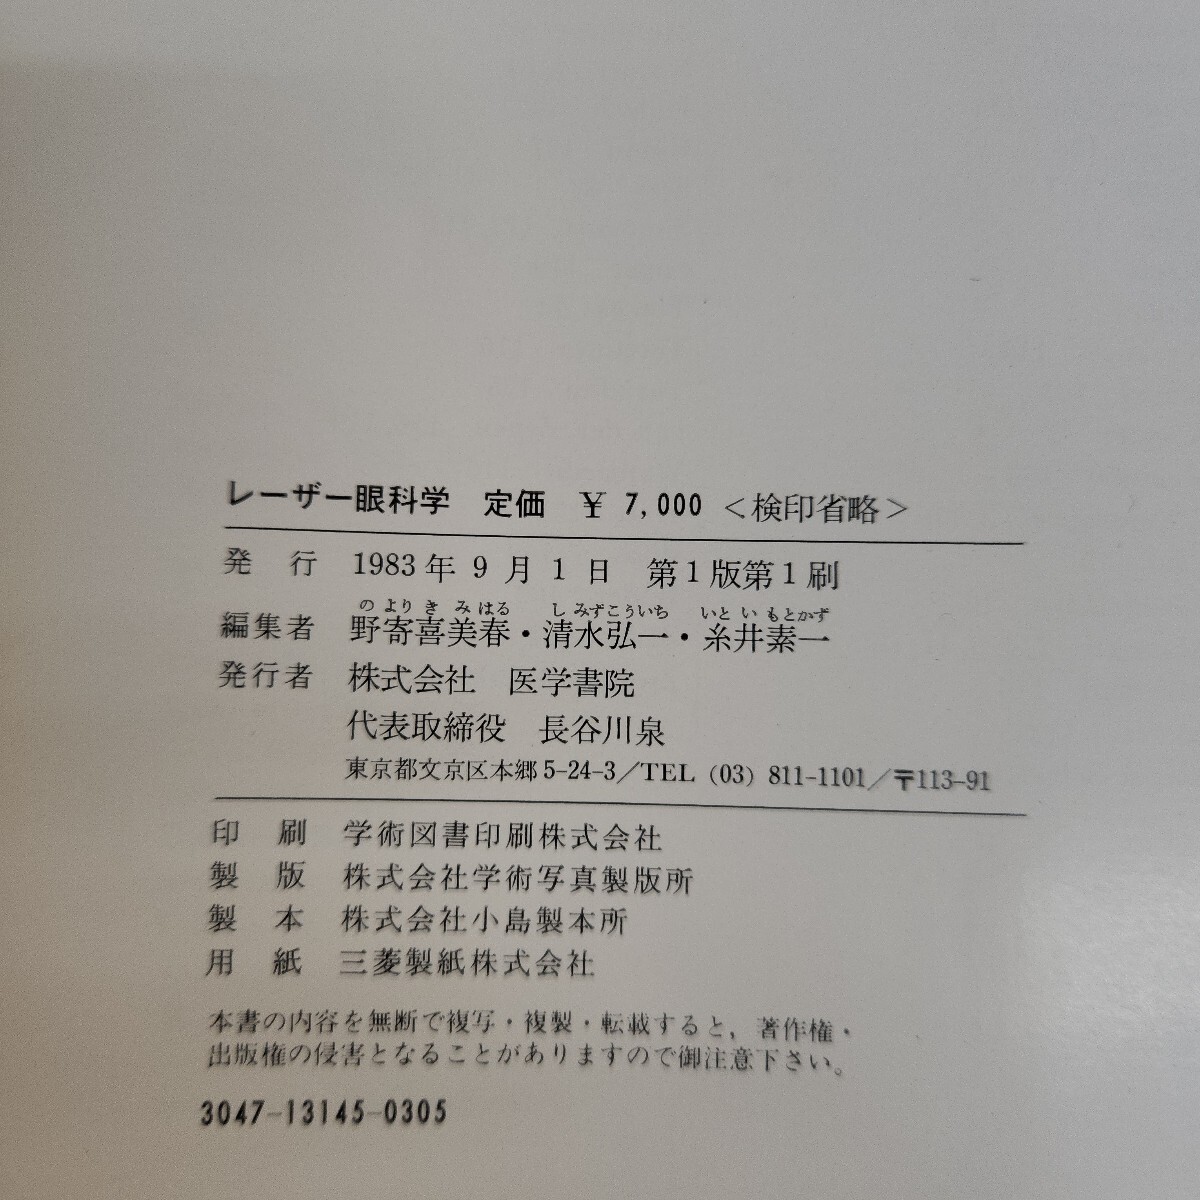 レーザー眼科学 定価 ¥ 7,000 <検印省略>
発 行 1983年 9 月 1 日 第1版第1刷
の より き み はる し みずこういち いと い もとかず
編集者 野寄喜美春・清水弘一・糸井素一
発行者 株式会社 医学書院
代表取締役 長谷川泉
東京都文京区本郷5-24-3/TEL (03) 811-1101/〒113-91
印 刷 学術図書印刷株式会社
製 版 株式会社学術写真製版所
製 本 株式会社小島製本所
用 紙 三菱製紙株式会社
本書の内容を無断で複写・複製・転載すると, 著作権・
出版権の侵害となることがありますので御注意下さい。
3047-13145-0305